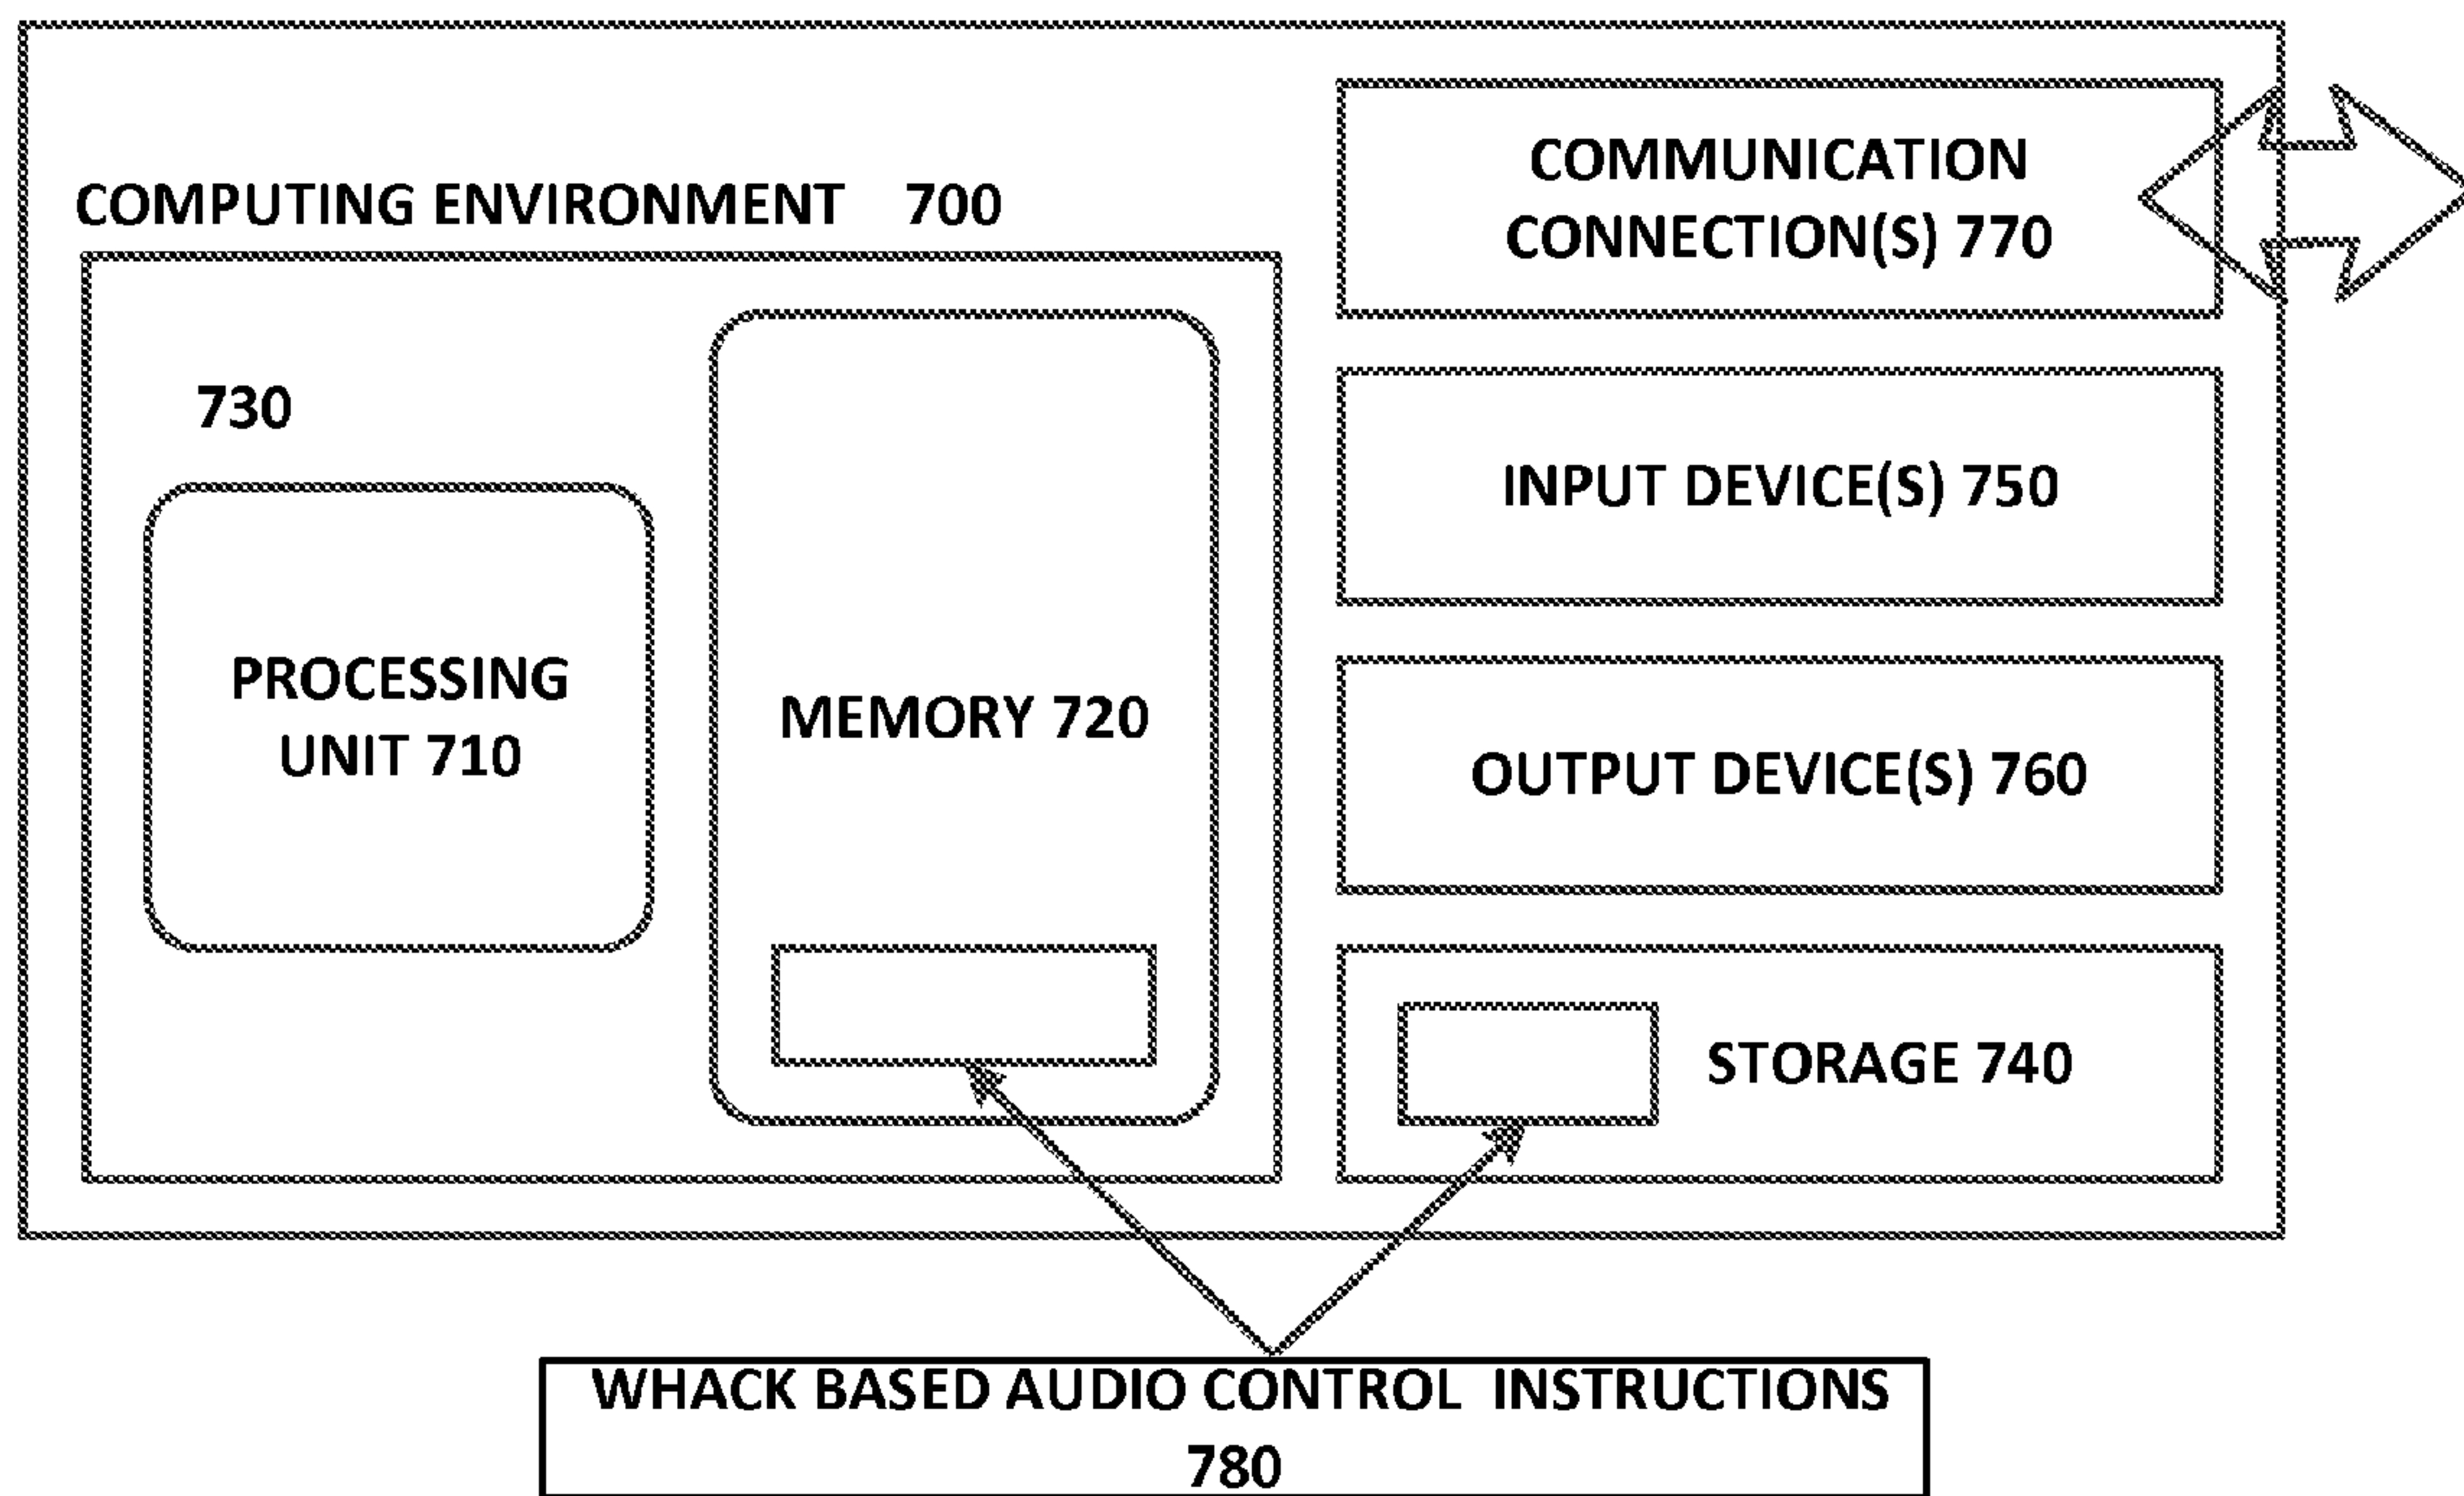 COMPUTING ENVIRONMENT 700
730
PROCESSING
UNIT 710
MEMORY 720
COMMUNICATION
CONNECTION(S) 770
INPUT DEVICE(S) 750
OUTPUT DEVICE(S) 760
STORAGE 740
WHACK BASED AUDIO CONTROL INSTRUCTIONS
780